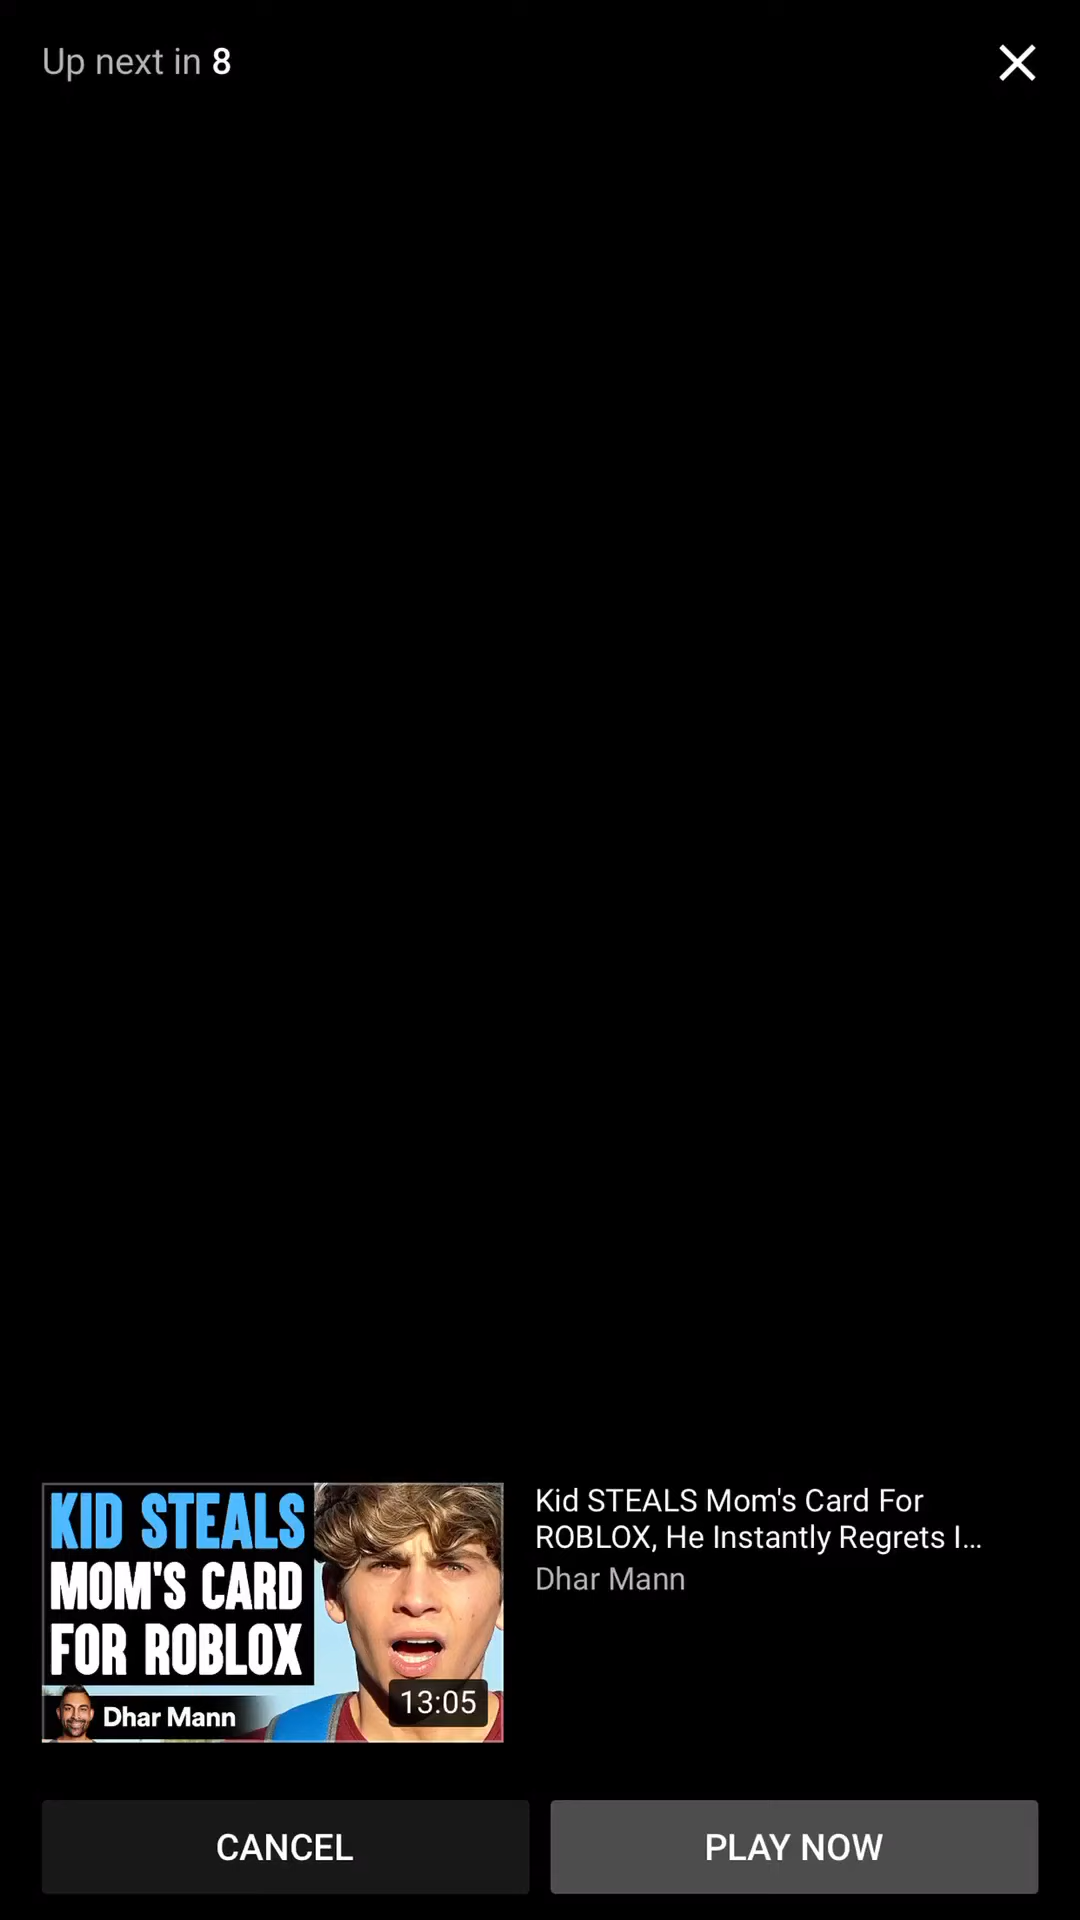 Up next in 8
KID STEALS
MOM'S CARD
FOR ROBLOX
Dhar Mann
13:05
Kid STEALS Mom's Card For
ROBLOX, He Instantly Regrets I...
Dhar Mann
CANCEL
PLAY NOW